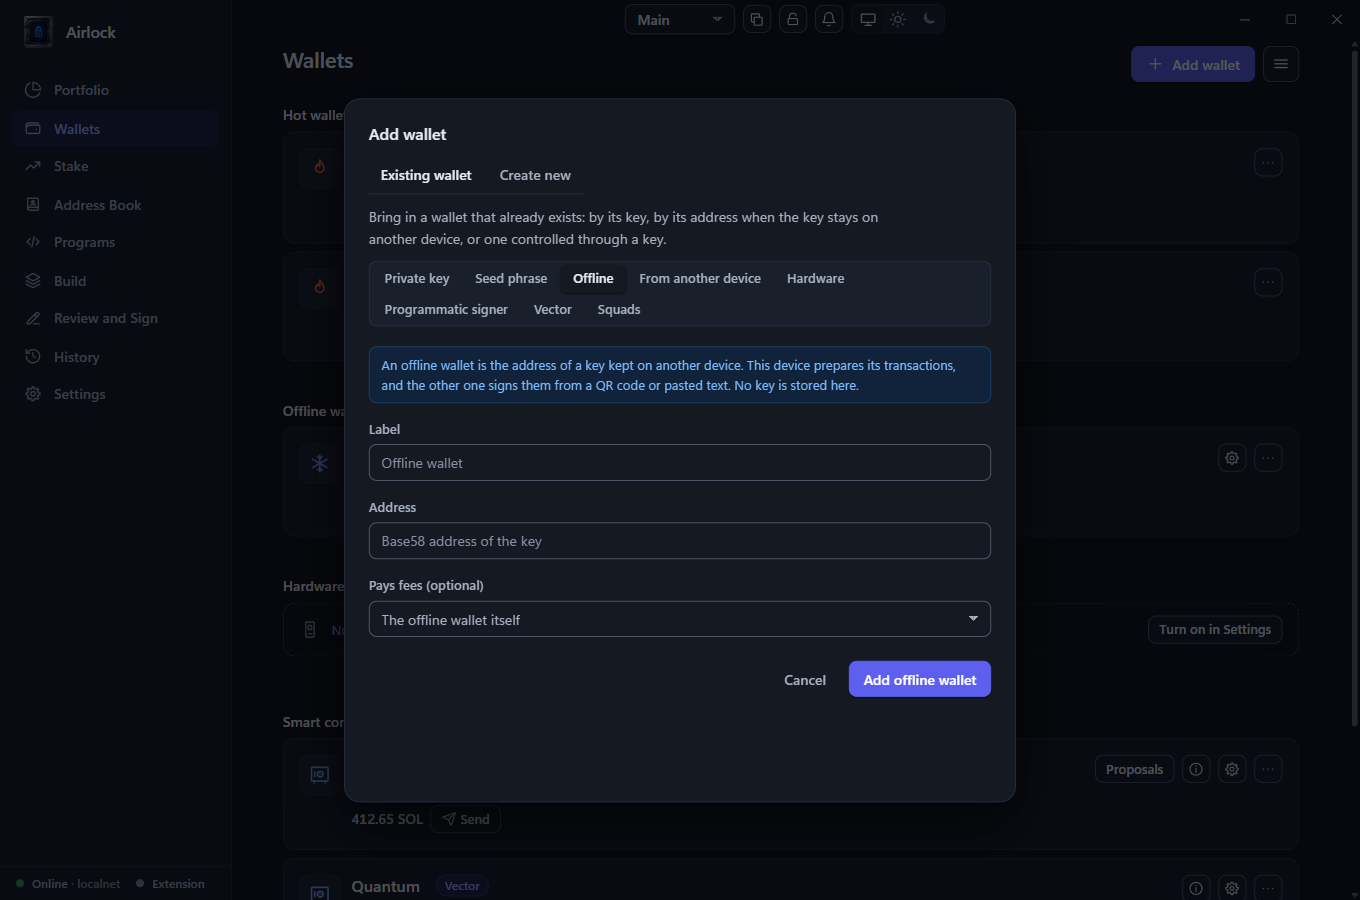 Airlock
Main
Portfolio
Wallets
Stake
Address Book
Programs
Build
Review and Sign
History
Settings
Online · localnet
Extension
Wallets
Add wallet
Hot walle
Offline wa
Hardware
Turn on in Settings
Smart con
Proposals
412.65 SOL
Send
Quantum
Vector
Add wallet
Existing wallet
Create new
Bring in a wallet that already exists: by its key, by its address when the key stays on
another device, or one controlled through a key.
Private key
Seed phrase
Offline
From another device
Hardware
Programmatic signer
Vector
Squads
An offline wallet is the address of a key kept on another device. This device prepares its transactions,
and the other one signs them from a QR code or pasted text. No key is stored here.
Label
Offline wallet
Address
Base58 address of the key
Pays fees (optional)
The offline wallet itself
Cancel
Add offline wallet